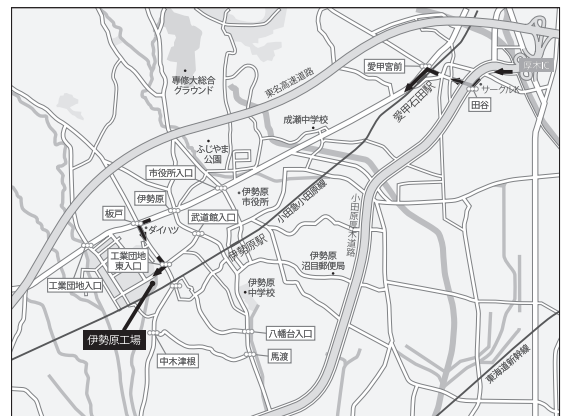 厚木IC
愛甲宮前
サークルK
田谷
愛甲石田駅
東名高速道路
専修大総合
グラウンド
成瀬中学校
ふじやま
公園
市役所入口
伊勢原
市役所
小田急小田原線
小田原厚木道路
伊勢原
板戸
武道館入口
ダイハツ
伊勢原駅
工業団地
東入口
工業団地入口
伊勢原
沼目郵便局
伊勢原
中学校
伊勢原工場
八幡台入口
中木津根
馬渡
東海道新幹線